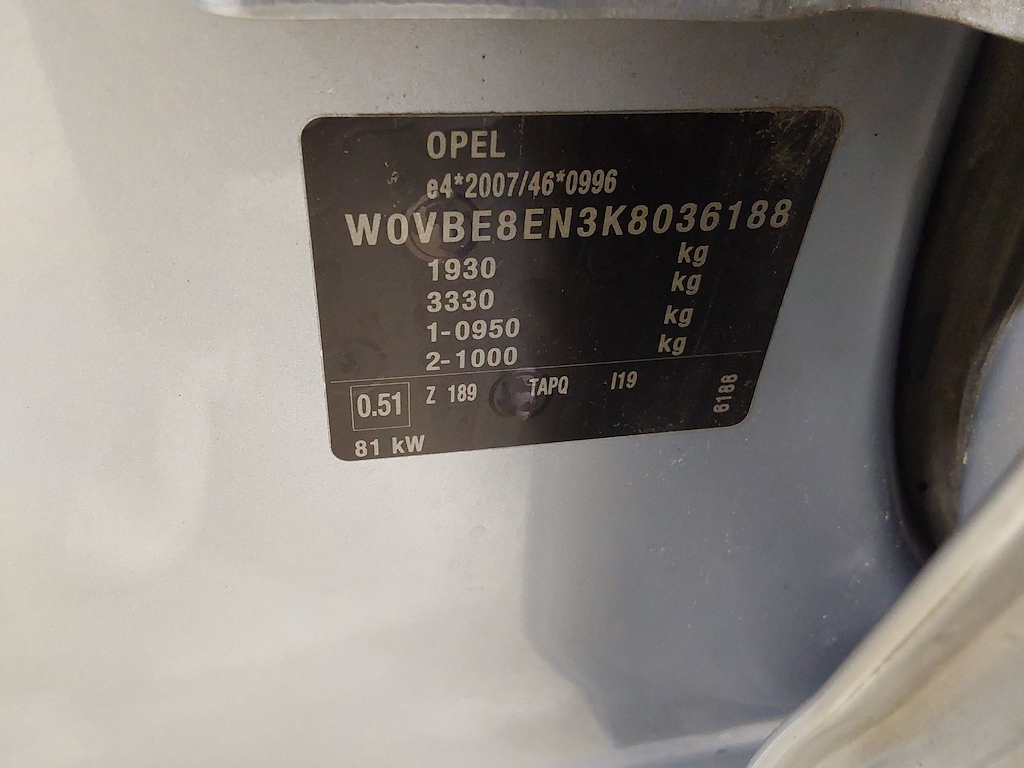 OPEL
e4*2007/46*0996
W0VBE8EN3K8036188
1930 kg
3330 kg
1-0950 kg
2-1000 kg
0.51 Z 189 TAPQ I19 6188
81 kW